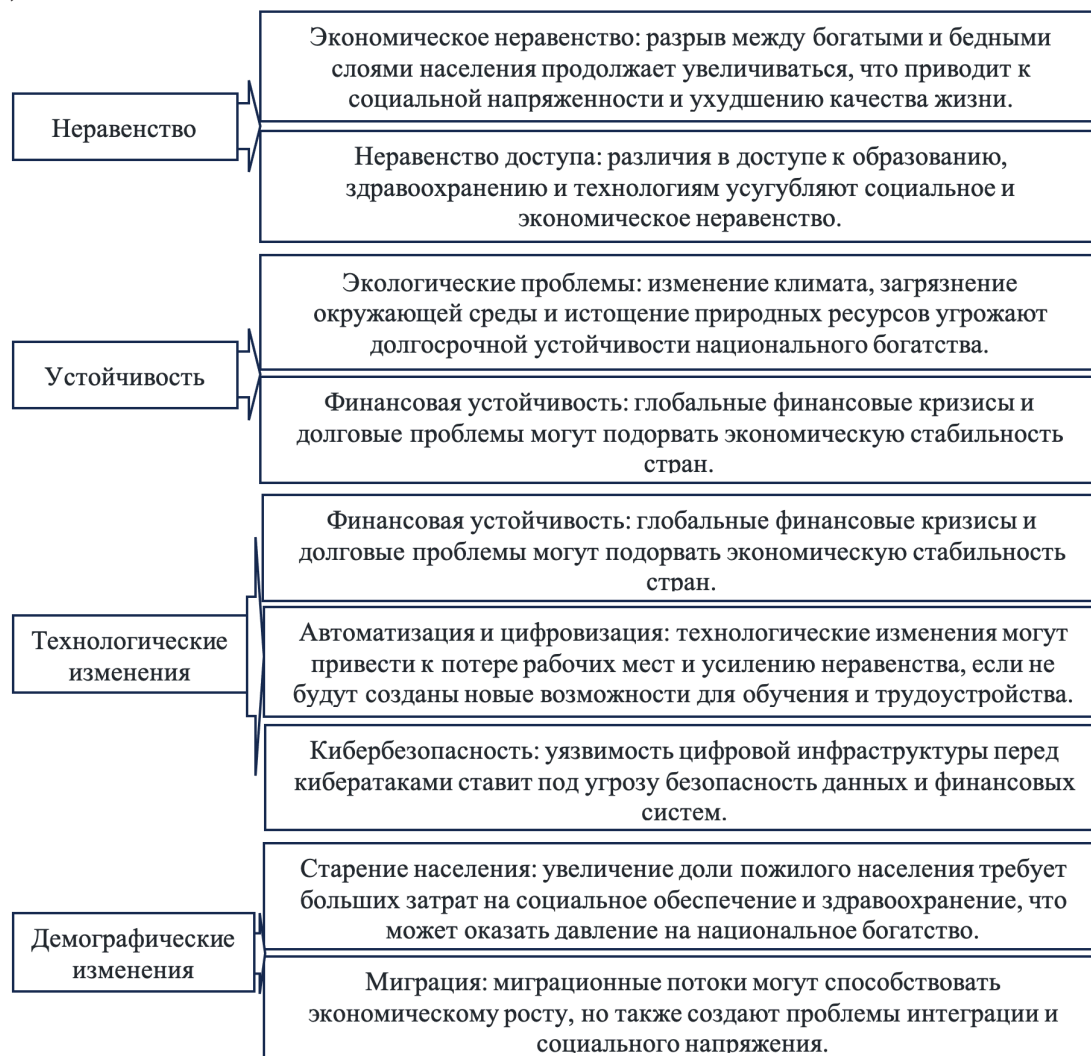 Экономическое неравенство: разрыв между богатыми и бедными
слоями населения продолжает увеличиваться, что приводит к
социальной напряженности и ухудшению качества жизни.
Неравенство
Неравенство доступа: различия в доступе к образованию,
здравоохранению и технологиям усугубляют социальное и
экономическое неравенство.
Экологические проблемы: изменение климата, загрязнение
окружающей среды и истощение природных ресурсов угрожают
долгосрочной устойчивости национального богатства.
Устойчивость
Финансовая устойчивость: глобальные финансовые кризисы и
долговые проблемы могут подорвать экономическую стабильность
стран.
Финансовая устойчивость: глобальные финансовые кризисы и
долговые проблемы могут подорвать экономическую стабильность
стран.
Технологические
изменения
Автоматизация и цифровизация: технологические изменения могут
привести к потере рабочих мест и усилению неравенства, если не
будут созданы новые возможности для обучения и трудоустройства.
Кибербезопасность: уязвимость цифровой инфраструктуры перед
кибератаками ставит под угрозу безопасность данных и финансовых
систем.
Старение населения: увеличение доли пожилого населения требует
больших затрат на социальное обеспечение и здравоохранение, что
может оказать давление на национальное богатство.
Демографические
изменения
Миграция: миграционные потоки могут способствовать
экономическому росту, но также создают проблемы интеграции и
социального напряжения.